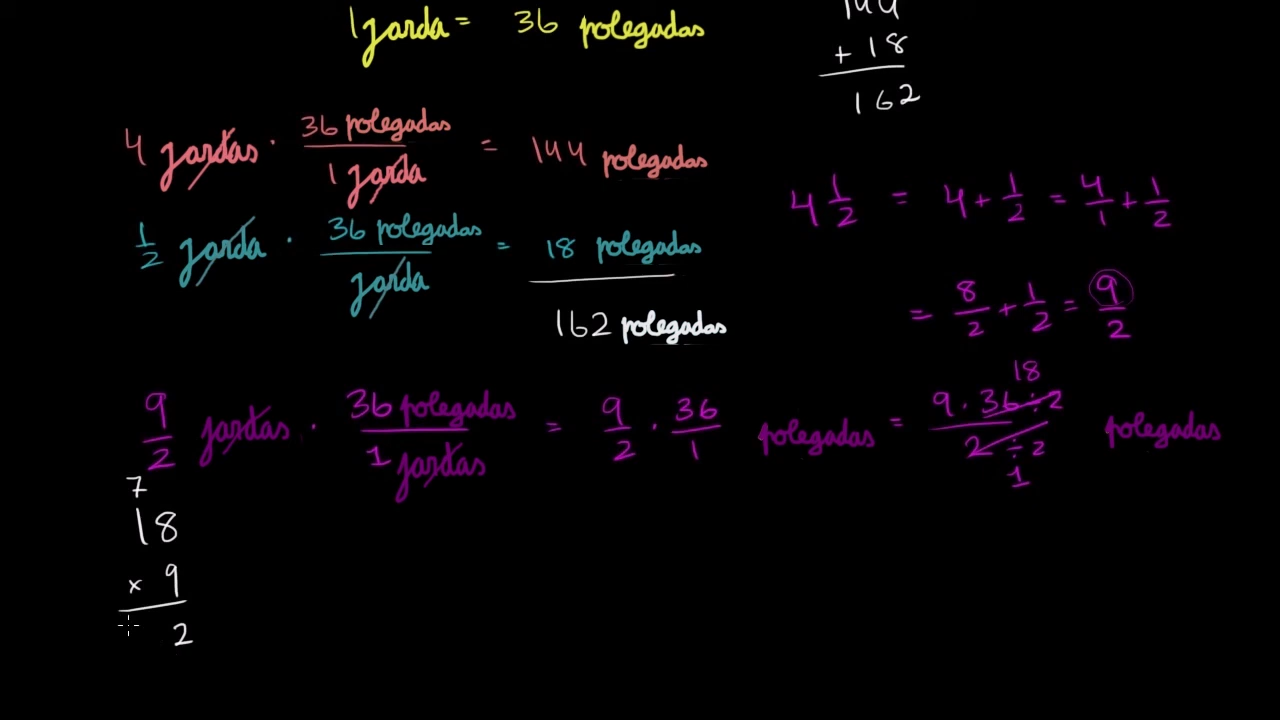 1 jarda = 36 polegadas
144
+ 18
162
4 jardas · 36 polegadas / 1 jarda = 144 polegadas
1/2 jarda · 36 polegadas / jarda = 18 polegadas
162 polegadas
4 1/2 = 4 + 1/2 = 4/1 + 1/2
= 8/2 + 1/2 = 9/2
9/2 jardas · 36 polegadas / 1 jardas = 9/2 · 36/1 polegadas = 9 · 36 ÷ 2 / 2 ÷ 2 polegadas
18
1
7
18
× 9
2